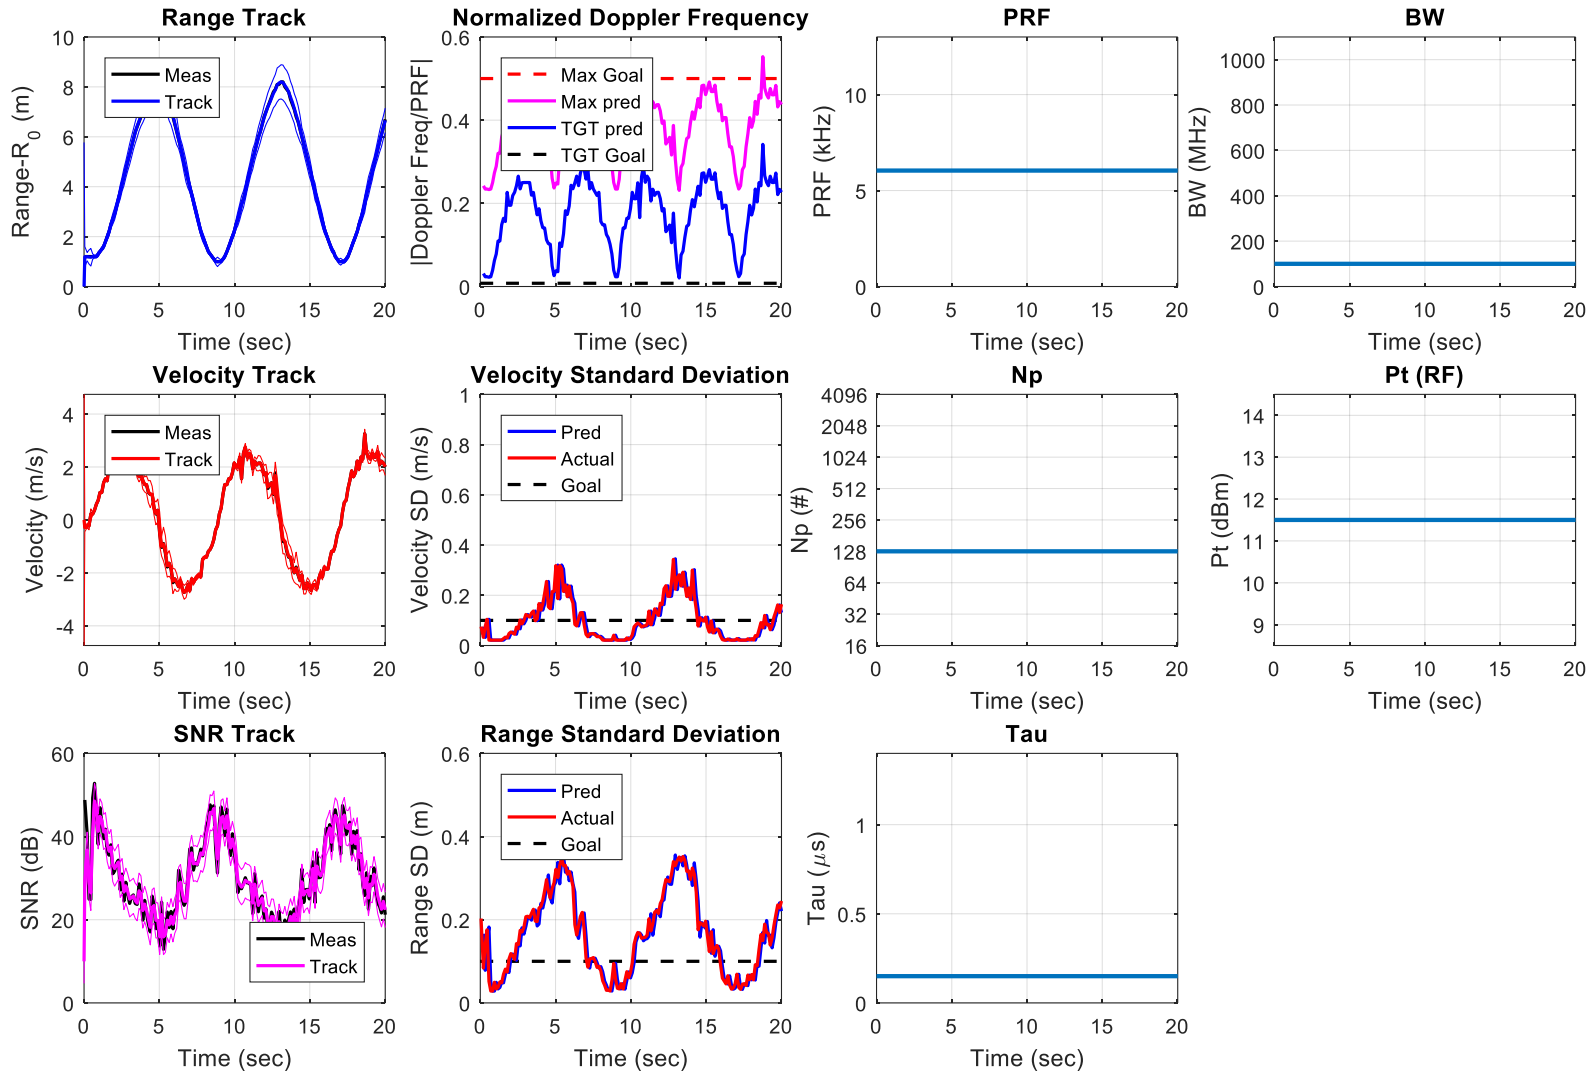 Range Track
Normalized Doppler Frequency
PRF
BW
10
8
6
4
2
0
Range-R0 (m)
Meas
Track
0 5 10 15 20
Time (sec)
0.6
0.4
0.2
0
|Doppler Freq/PRF|
Max Goal
Max pred
TGT pred
TGT Goal
0 5 10 15 20
Time (sec)
10
5
0
PRF (kHz)
0 5 10 15 20
Time (sec)
1000
800
600
400
200
0
BW (MHz)
0 5 10 15 20
Time (sec)
Velocity Track
Velocity Standard Deviation
Np
Pt (RF)
4
2
0
-2
-4
Velocity (m/s)
Meas
Track
0 5 10 15 20
Time (sec)
1
0.8
0.6
0.4
0.2
0
Velocity SD (m/s)
Pred
Actual
Goal
0 5 10 15 20
Time (sec)
4096
2048
1024
512
256
128
64
32
16
Np (#)
0 5 10 15 20
Time (sec)
14
13
12
11
10
9
Pt (dBm)
0 5 10 15 20
Time (sec)
SNR Track
Range Standard Deviation
Tau
60
40
20
0
SNR (dB)
Meas
Track
0 5 10 15 20
Time (sec)
0.6
0.4
0.2
0
Range SD (m)
Pred
Actual
Goal
0 5 10 15 20
Time (sec)
1
0.5
0
Tau (μs)
0 5 10 15 20
Time (sec)